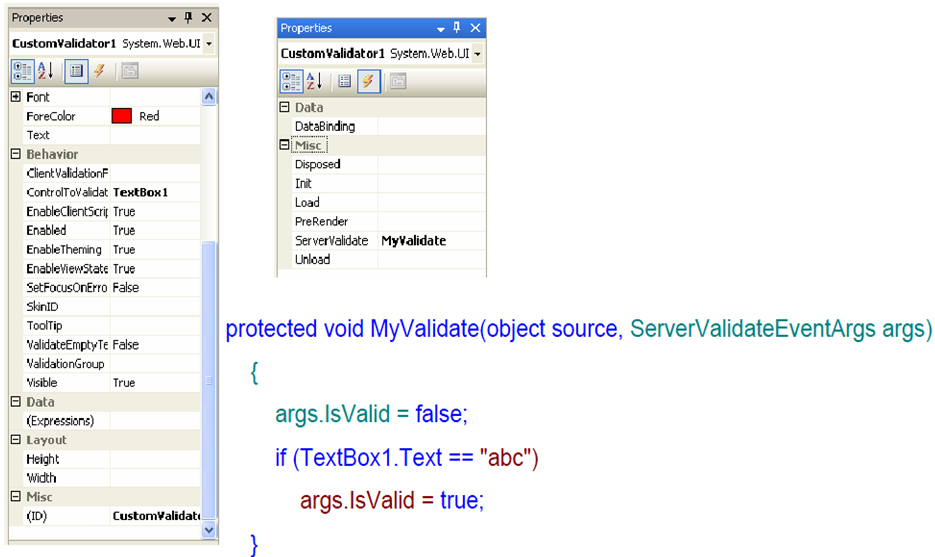 Properties
CustomValidator1 System.Web.UI
Font
ForeColor Red
Text
Behavior
ClientValidationF
ControlToValidat TextBox1
EnableClientScrip True
Enabled True
EnableTheming True
EnableViewState True
SetFocusOnErro False
SkinID
ToolTip
ValidateEmptyTe False
ValidationGroup
Visible True
Data
(Expressions)
Layout
Height
Width
Misc
(ID) CustomValidato
Properties
CustomValidator1 System.Web.UI
Data
DataBinding
Misc
Disposed
Init
Load
PreRender
ServerValidate MyValidate
Unload
protected void MyValidate(object source, ServerValidateEventArgs args)
{
args.IsValid = false;
if (TextBox1.Text == "abc")
args.IsValid = true;
}